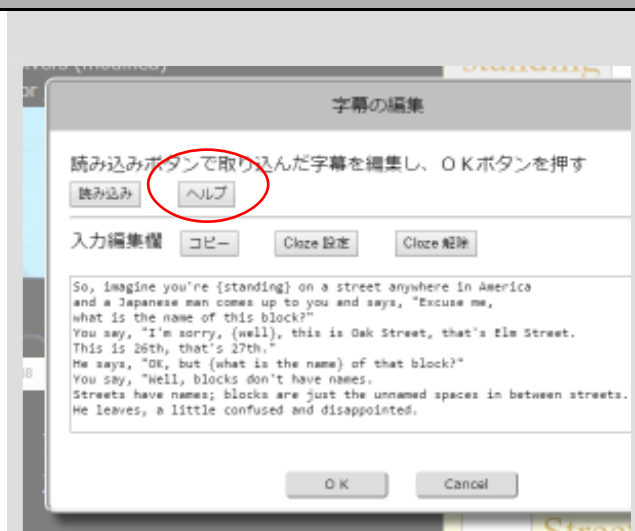 standing
字幕の編集
読み込みボタンで取り込んだ字幕を編集し、ＯＫボタンを押す
読み込み ヘルプ
入力編集欄 コピー Cloze 設定 Cloze 解除
So, imagine you're {standing} on a street anywhere in America
and a Japanese man comes up to you and says, "Excuse me,
what is the name of this block?"
You say, "I'm sorry, {well}, this is Oak Street, that's Elm Street.
This is 26th, that's 27th."
He says, "OK, but {what is the name} of that block?"
You say, "Well, blocks don't have names.
Streets have names; blocks are just the unnamed spaces in between streets.
He leaves, a little confused and disappointed.
ＯＫ Cancel